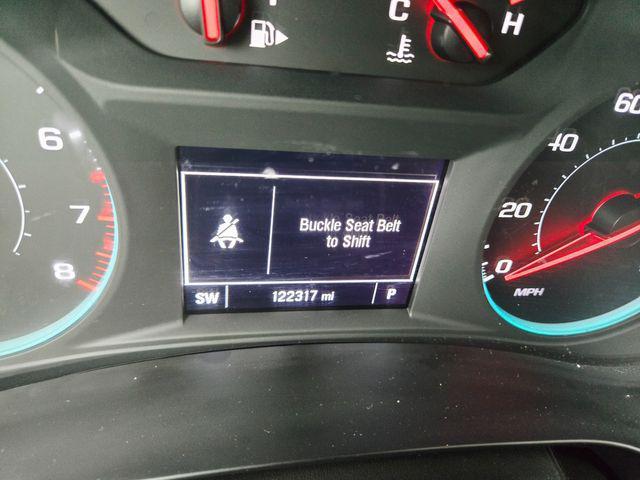 C
H
6
7
8
Buckle Seat Belt
to Shift
SW
122317 mi
P
60
40
20
0
MPH